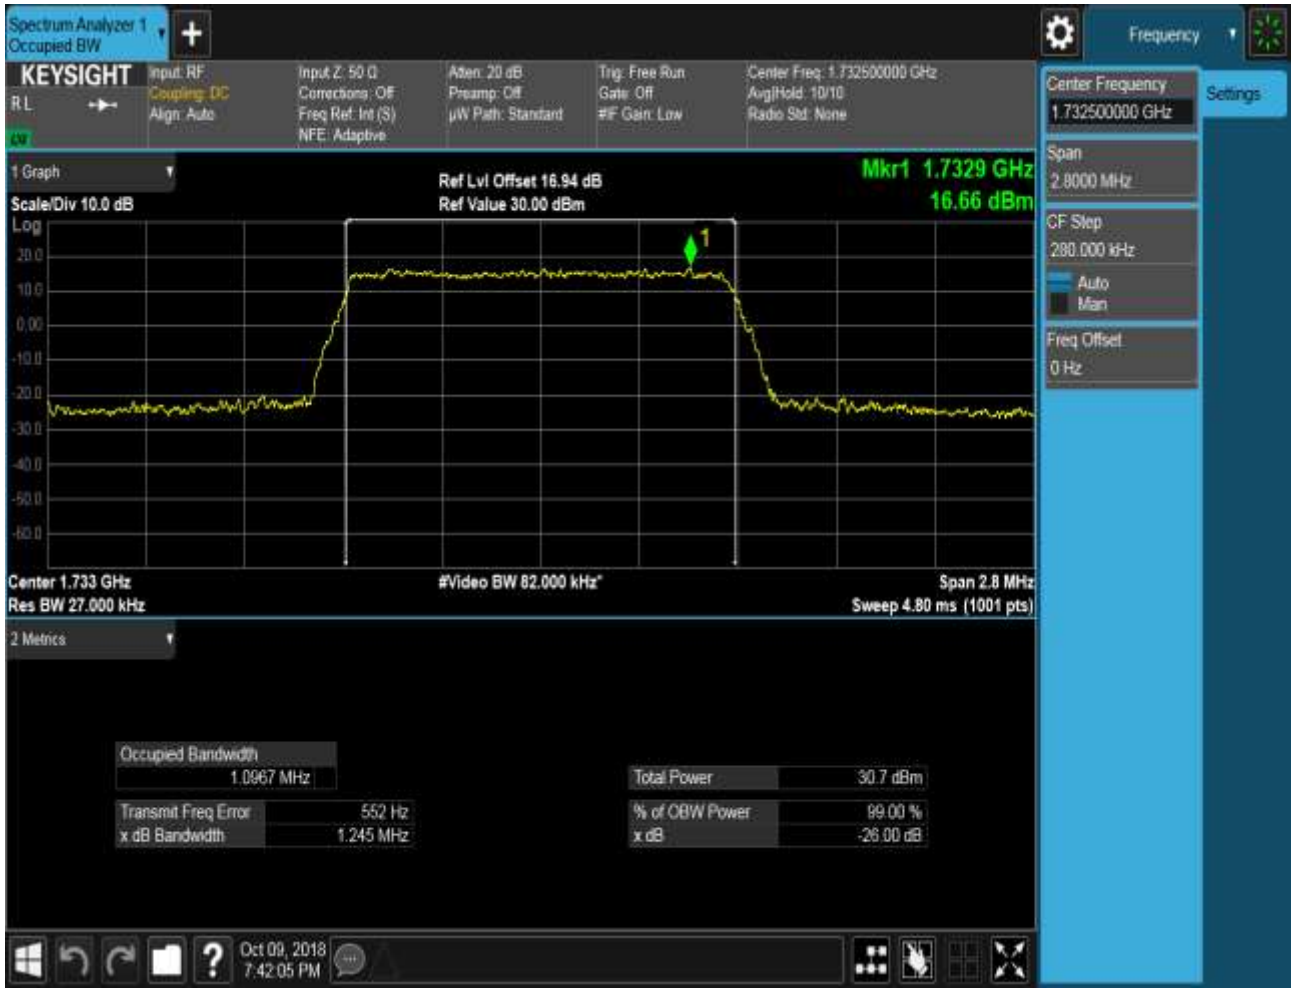 Spectrum Analyzer 1
Occupied BW
Frequency
KEYSIGHT
RL
Input: RF
Coupling: DC
Align: Auto
Input Z: 50 Ω
Corrections: Off
Freq Ref: Int (S)
NFE: Adaptive
Atten: 20 dB
Preamp: Off
µW Path: Standard
Trig: Free Run
Gate: Off
#IF Gain: Low
Center Freq: 1.732500000 GHz
Avg|Hold: 10/10
Radio Std: None
Center Frequency
1.732500000 GHz
Settings
Span
2.8000 MHz
CF Step
280.000 kHz
Auto
Man
Freq Offset
0 Hz
1 Graph
Scale/Div 10.0 dB
Ref Lvl Offset 16.94 dB
Ref Value 30.00 dBm
Mkr1 1.7329 GHz
16.66 dBm
Log
1
20.0
10.0
0.00
-10.0
-20.0
-30.0
-40.0
-50.0
-60.0
Center 1.733 GHz
#Video BW 82.000 kHz*
Span 2.8 MHz
Res BW 27.000 kHz
Sweep 4.80 ms (1001 pts)
2 Metrics
Occupied Bandwidth
1.0967 MHz
Total Power 30.7 dBm
Transmit Freq Error 552 Hz
% of OBW Power 99.00 %
x dB Bandwidth 1.245 MHz
x dB -26.00 dB
?
Oct 09, 2018
7:42:05 PM